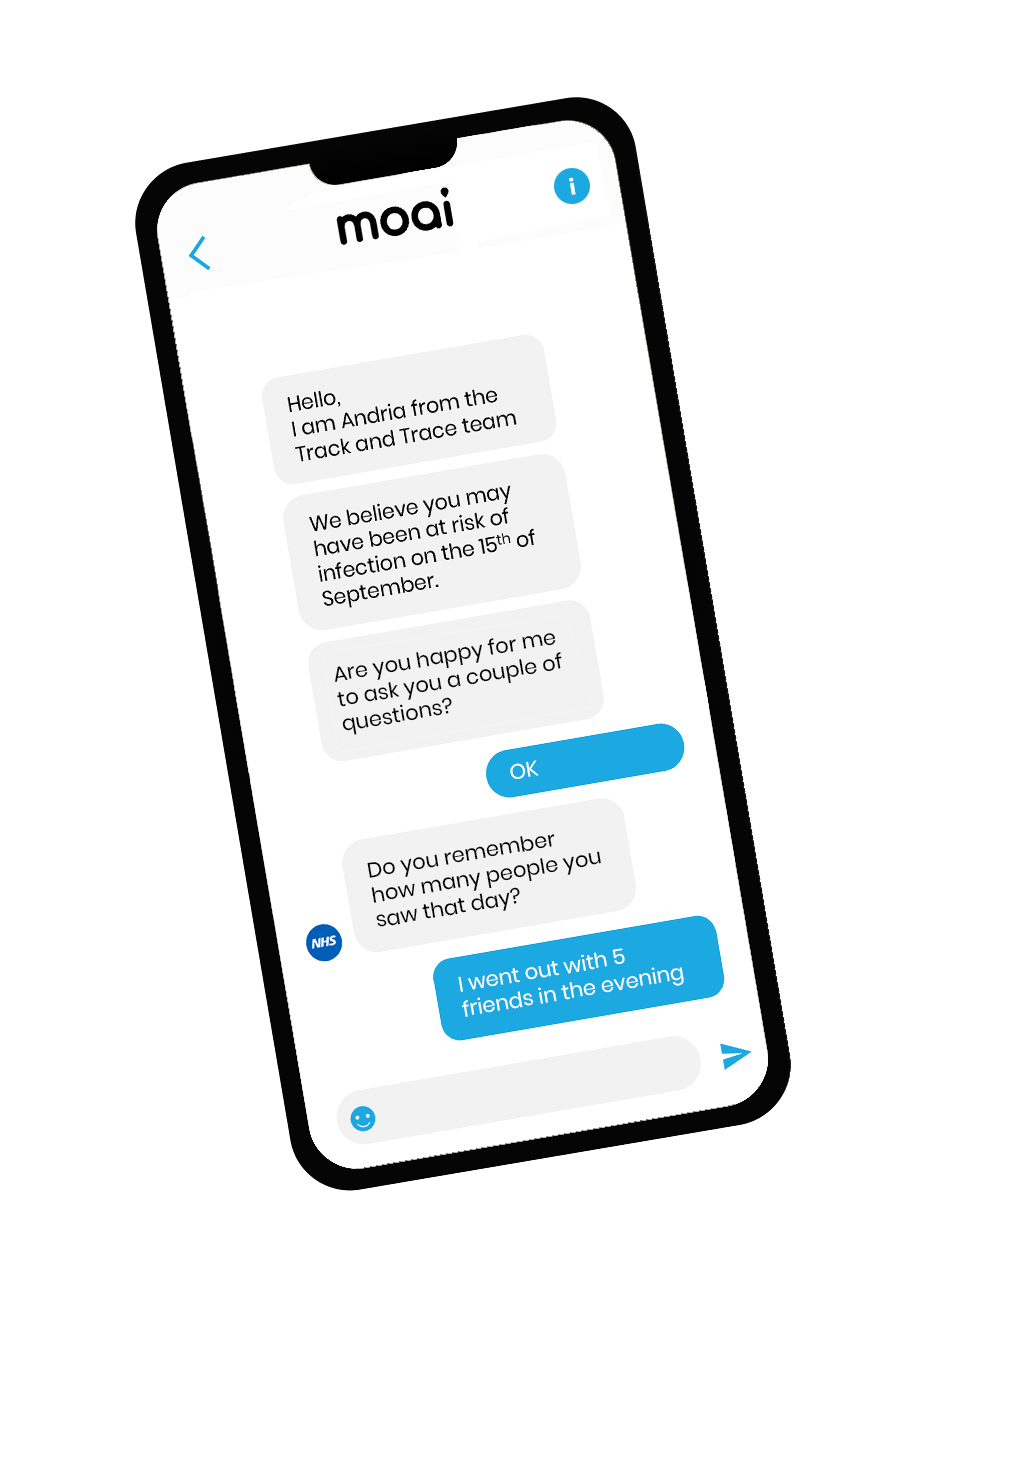 moai
i
Hello,
I am Andria from the
Track and Trace team
We believe you may
have been at risk of
infection on the 15th of
September.
Are you happy for me
to ask you a couple of
questions?
OK
Do you remember
how many people you
saw that day?
NHS
I went out with 5
friends in the evening